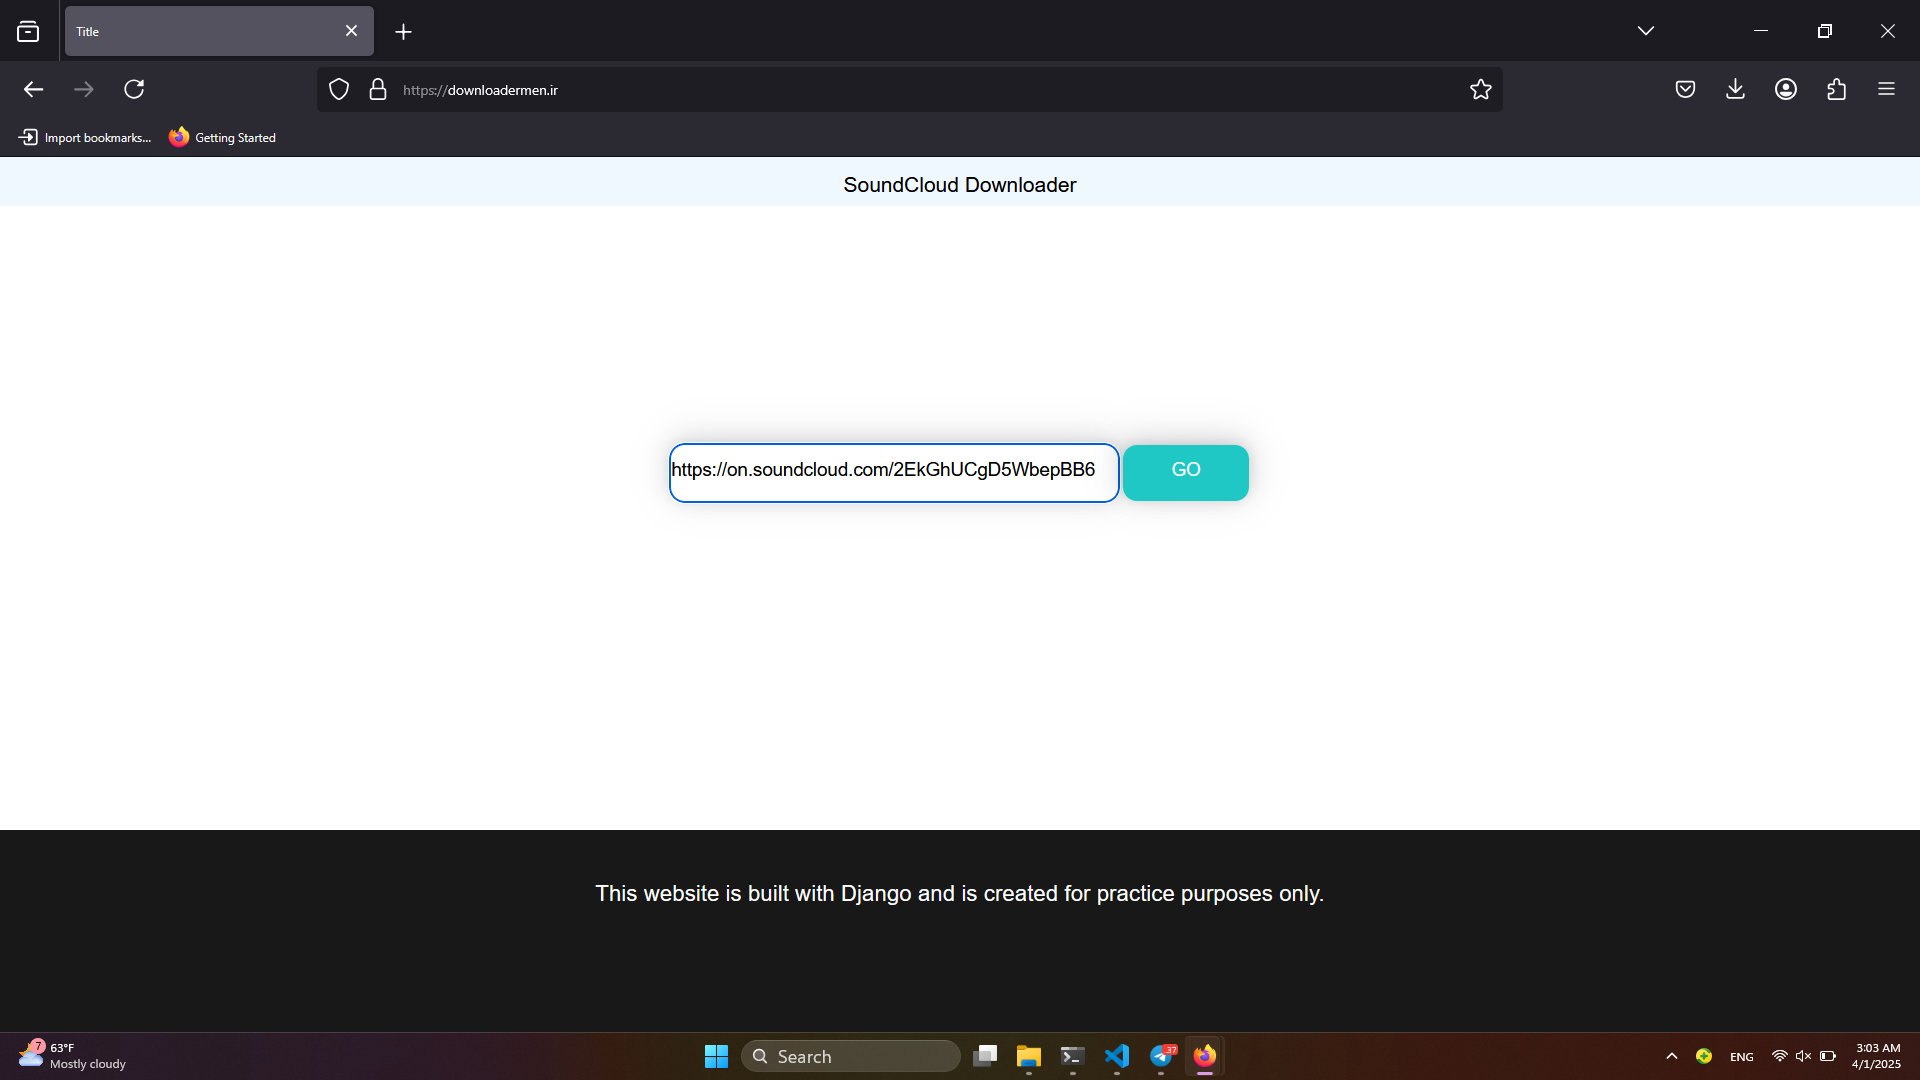 Title
https://downloadermen.ir
Import bookmarks...
Getting Started
SoundCloud Downloader
https://on.soundcloud.com/2EkGhUCgD5WbepBB6
GO
This website is built with Django and is created for practice purposes only.
7
63°F
Mostly cloudy
Search
37
ENG
3:03 AM
4/1/2025